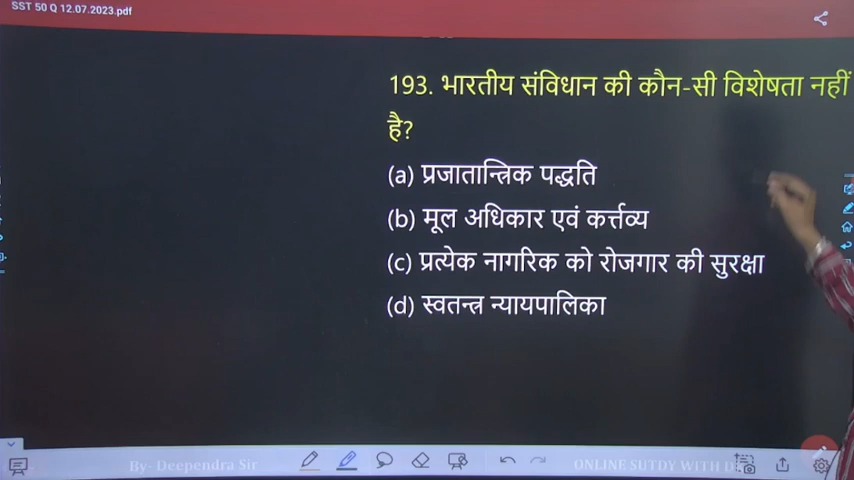 SST 50 Q 12.07.2023.pdf
193. भारतीय संविधान की कौन-सी विशेषता नहीं
है?
(a) प्रजातान्त्रिक पद्धति
(b) मूल अधिकार एवं कर्त्तव्य
(c) प्रत्येक नागरिक को रोजगार की सुरक्षा
(d) स्वतन्त्र न्यायपालिका
By- Deependra Sir
ONLINE SUTDY WITH